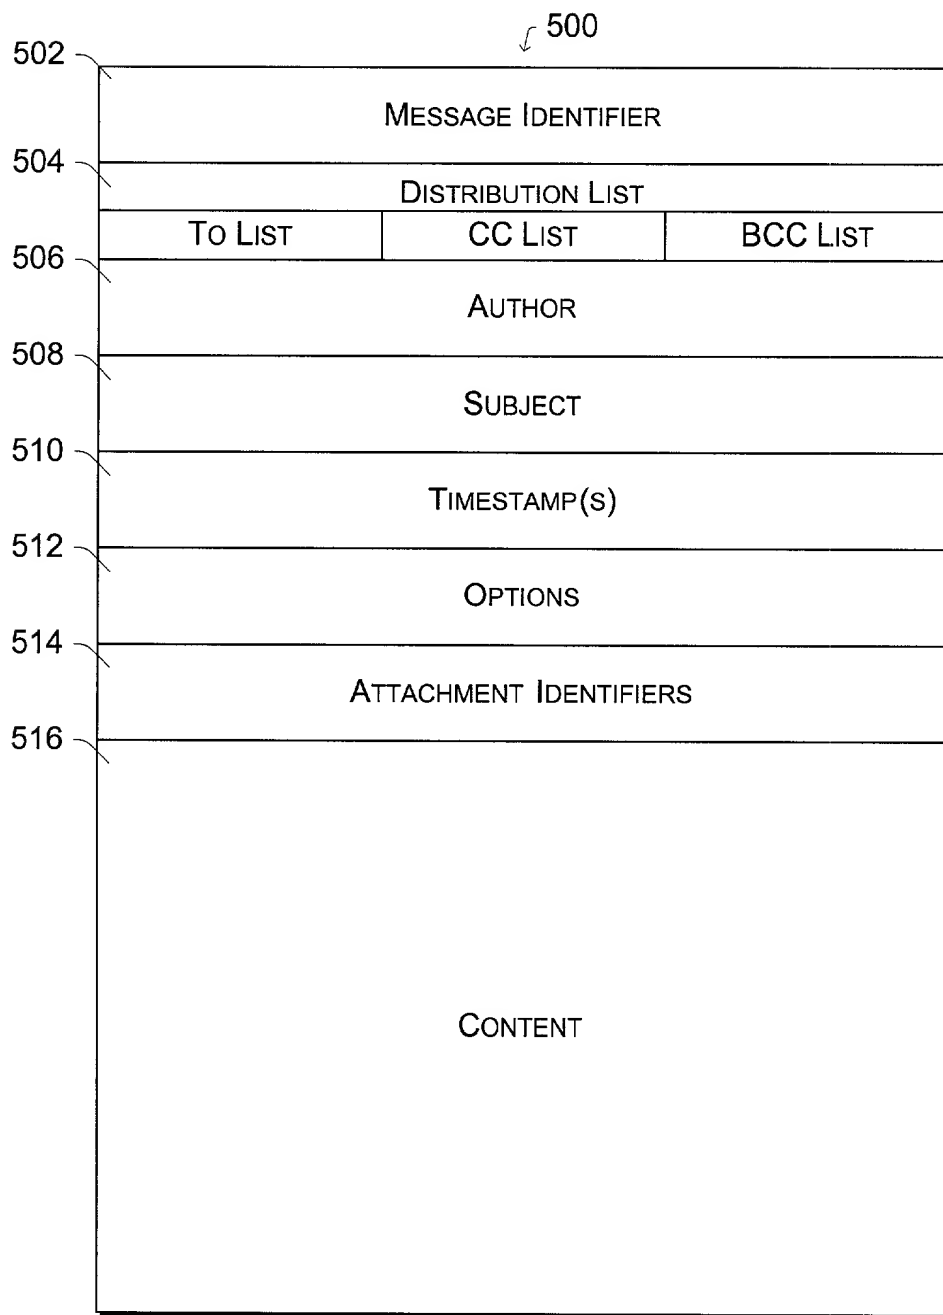 500
502
MESSAGE IDENTIFIER
504
DISTRIBUTION LIST
TO LIST CC LIST BCC LIST
506
AUTHOR
508
SUBJECT
510
TIMESTAMP(S)
512
OPTIONS
514
ATTACHMENT IDENTIFIERS
516
CONTENT